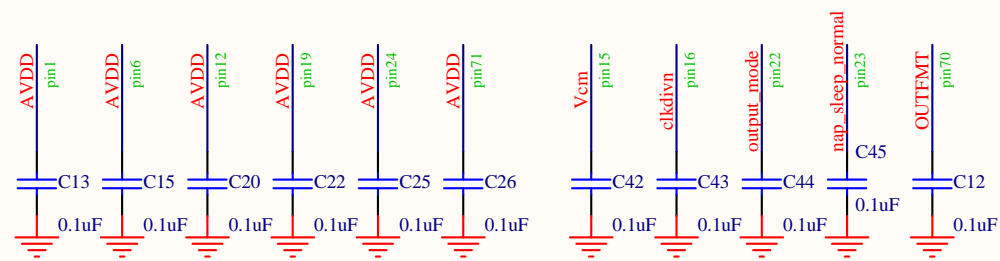 AVDD
pin1
AVDD
pin6
AVDD
pin12
AVDD
pin19
AVDD
pin24
AVDD
pin71
Vcm
pin15
clkdivn
pin16
output_mode
pin22
nap_sleep_normal
pin23
OUTFMT
pin70
C13
C15
C20
C22
C25
C26
C42
C43
C44
C45
C12
0.1uF
0.1uF
0.1uF
0.1uF
0.1uF
0.1uF
0.1uF
0.1uF
0.1uF
0.1uF
0.1uF